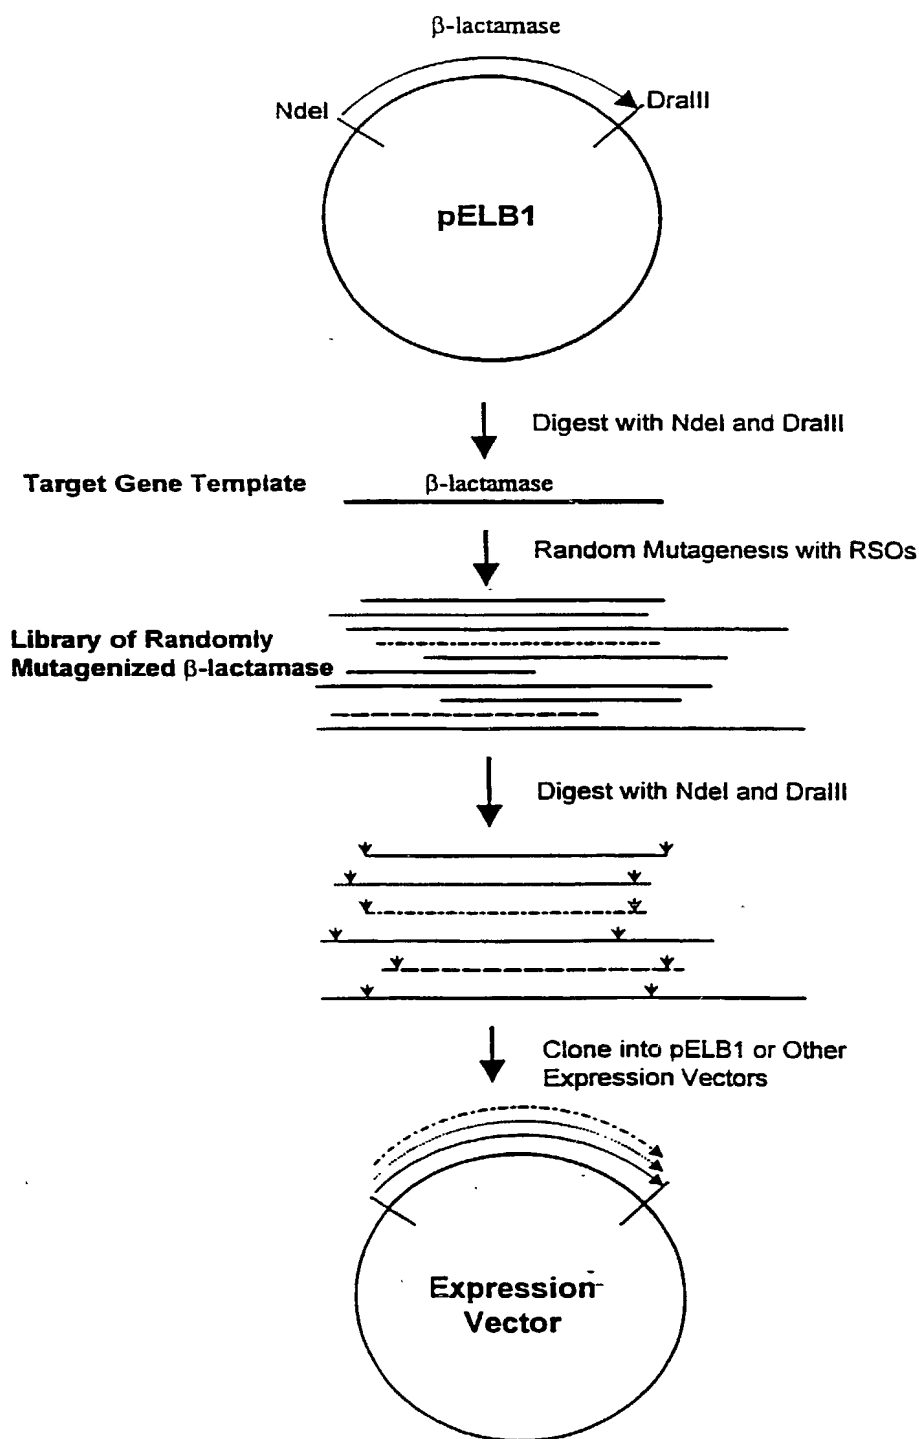 β-lactamase
NdeI
DraIII
pELB1
Digest with NdeI and DraIII
Target Gene Template
β-lactamase
Random Mutagenesis with RSOs
Library of Randomly
Mutagenized β-lactamase
Digest with NdeI and DraIII
Clone into pELB1 or Other
Expression Vectors
Expression
Vector